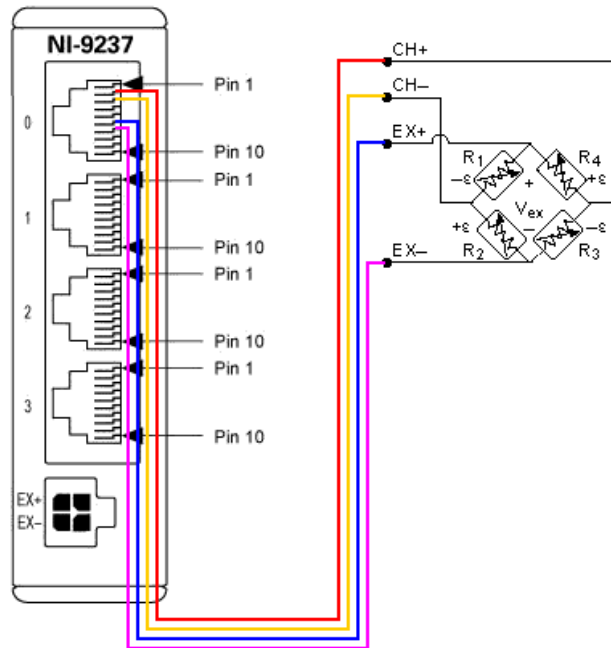 NI-9237
0
Pin 1
Pin 10
1
Pin 1
Pin 10
2
Pin 1
Pin 10
3
Pin 1
Pin 10
EX+
EX–
CH+
CH–
EX+
R1
–ε
R4
+ε
+
Vex
–
+ε
R2
–ε
R3
EX–